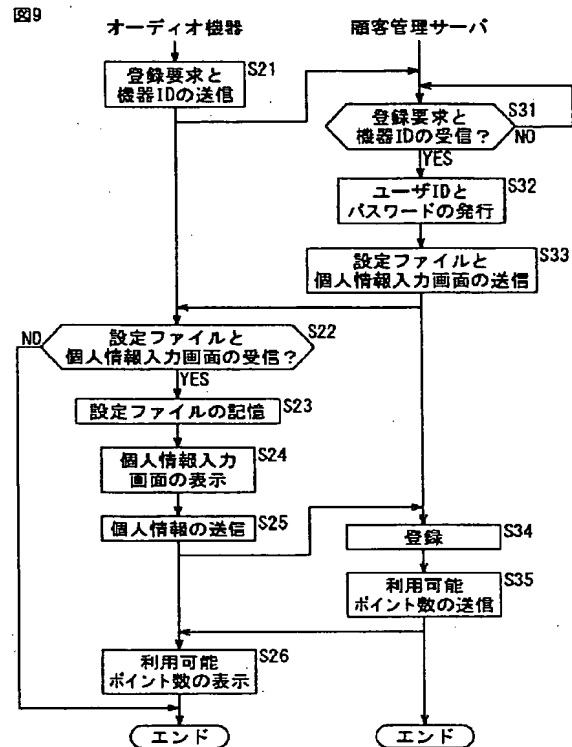 図9
オーディオ機器
顧客管理サーバ
登録要求と
機器IDの送信
S21
登録要求と
機器IDの受信?
S31
NO
YES
ユーザIDと
パスワードの発行
S32
設定ファイルと
個人情報入力画面の送信
S33
NO
設定ファイルと
個人情報入力画面の受信?
S22
YES
設定ファイルの記憶
S23
個人情報入力
画面の表示
S24
個人情報の送信
S25
登録
S34
利用可能
ポイント数の送信
S35
利用可能
ポイント数の表示
S26
エンド
エンド